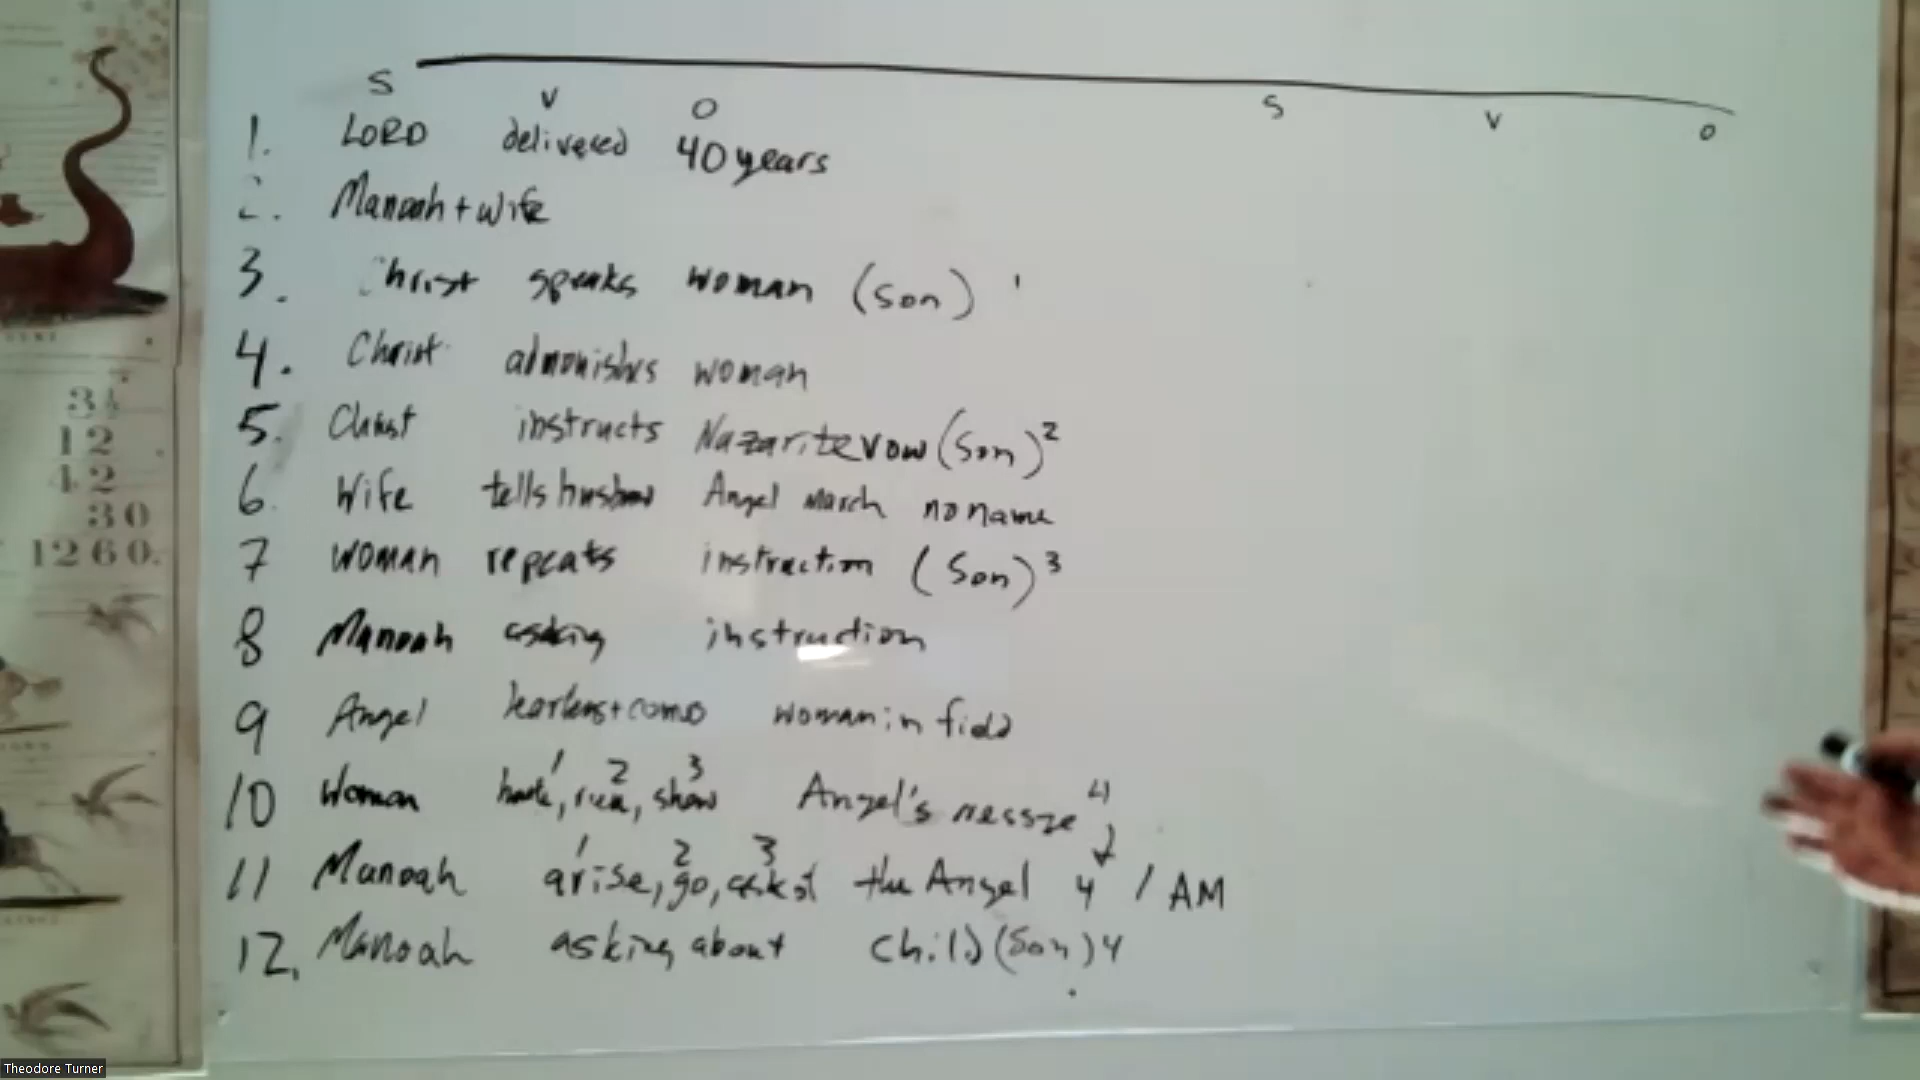 S V O S V O
1. LORD delivered 40 years
2. Manoah + wife
3. Christ speaks woman (son) 1
4. Christ admonishes woman
5. Christ instructs Nazarite vow (Son) 2
6. Wife tells husband Angel march no name
7 woman repeats instruction (Son) 3
8 Manoah asking instruction
9 Angel woman in field
1 2 3
10 Woman show Angel's 4
1 2 3
11 Manoah arise, go, the Angel 4 / AM
12. Manoah asking about child (Son) 4
31
12
42
30
1260.
Theodore Turner